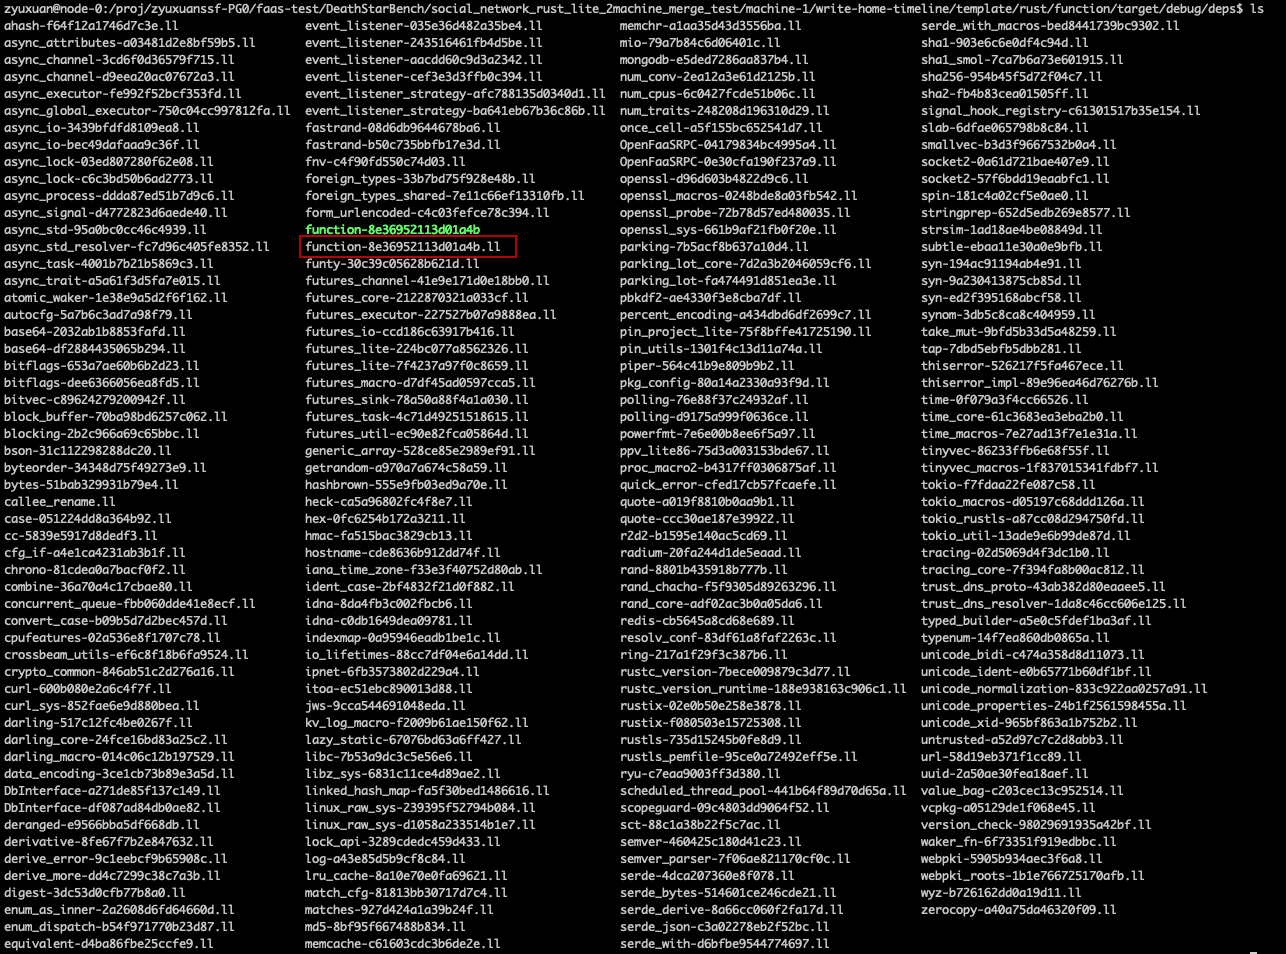 zyuxuan@node-0:/proj/zyuxuanssf-PG0/faas-test/DeathStarBench/social_network_rust_lite_2machine_merge_test/machine-1/write-home-timeline/template/rust/function/target/debug/deps$ ls
ahash-f64f12a1746d7c3e.ll event_listener-035e36d482a35be4.ll memchr-a1aa35d43d3556ba.ll serde_with_macros-bed8441739bc9302.ll
async_attributes-a03481d2e8bf59b5.ll event_listener-243516461fb4d5be.ll mio-79a7b84c6d06401c.ll sha1-903e6c6e0df4c94d.ll
async_channel-3cd6f0d36579f715.ll event_listener-aacdd60c9d3a2342.ll mongodb-e5ded7286aa837b4.ll sha1_smol-7ca7b6a73e601915.ll
async_channel-d9eea20ac07672a3.ll event_listener-cef3e3d3ffb0c394.ll num_conv-2ea12a3e61d2125b.ll sha256-954b45f5d72f04c7.ll
async_executor-fe992f52bcf353fd.ll event_listener_strategy-afc788135d0340d1.ll num_cpus-6c0427fcde51b06c.ll sha2-fb4b83cea01505ff.ll
async_global_executor-750c04cc997812fa.ll event_listener_strategy-ba641eb67b36c86b.ll num_traits-248208d196310d29.ll signal_hook_registry-c61301517b35e154.ll
async_io-3439bfdfd8109ea8.ll fastrand-08d6db9644678ba6.ll once_cell-a5f155bc652541d7.ll slab-6dfae065798b8c84.ll
async_io-bec49dafaaa9c36f.ll fastrand-b50c735bbfb17e3d.ll OpenFaaSRPC-04179834bc4995a4.ll smallvec-b3d3f9667532b0a4.ll
async_lock-03ed807280f62e08.ll fnv-c4f90fd550c74d03.ll OpenFaaSRPC-0e30cfa190f237a9.ll socket2-0a61d721bae407e9.ll
async_lock-c6c3bd50b6ad2773.ll foreign_types-33b7bd75f928e48b.ll openssl-d96d603b4822d9c6.ll socket2-57f6bdd19eaabfc1.ll
async_process-ddda87ed51b7d9c6.ll foreign_types_shared-7e11c66ef13310fb.ll openssl_macros-0248bde8a03fb542.ll spin-181c4a02cf5e0ae0.ll
async_signal-d4772823d6aede40.ll form_urlencoded-c4c03fefce78c394.ll openssl_probe-72b78d57ed480035.ll stringprep-652d5edb269e8577.ll
async_std-95a0bc0cc46c4939.ll function-8e36952113d01a4b openssl_sys-661b9af21fb0f20e.ll strsim-1ad18ae4be08849d.ll
async_std_resolver-fc7d96c405fe8352.ll function-8e36952113d01a4b.ll parking-7b5acf8b637a10d4.ll subtle-ebaa11e30a0e9bfb.ll
async_task-4001b7b21b5869c3.ll funty-30c39c05628b621d.ll parking_lot_core-7d2a3b2046059cf6.ll syn-194ac91194ab4e91.ll
async_trait-a5a61f3d5fa7e015.ll futures_channel-41e9e171d0e18bb0.ll parking_lot-fa474491d851ea3e.ll syn-9a230413875cb85d.ll
atomic_waker-1e38e9a5d2f6f162.ll futures_core-2122870321a033cf.ll pbkdf2-ae4330f3e8cba7df.ll syn-ed2f395168abcf58.ll
autocfg-5a7b6c3ad7a98f79.ll futures_executor-227527b07a9888ea.ll percent_encoding-a434dbd6df2699c7.ll synom-3db5c8ca8c404959.ll
base64-2032ab1b8853fafd.ll futures_io-ccd186c63917b416.ll pin_project_lite-75f8bffe41725190.ll take_mut-9bfd5b33d5a48259.ll
base64-df2884435065b294.ll futures_lite-224bc077a8562326.ll pin_utils-1301f4c13d11a74a.ll tap-7dbd5ebfb5dbb281.ll
bitflags-653a7ae60b6b2d23.ll futures_lite-7f4237a97f0c8659.ll piper-564c41b9e809b9b2.ll thiserror-526217f5fa467ece.ll
bitflags-dee6366056ea8fd5.ll futures_macro-d7df45ad0597cca5.ll pkg_config-80a14a2330a93f9d.ll thiserror_impl-89e96ea46d76276b.ll
bitvec-c89624279200942f.ll futures_sink-78a50a88f4a1a030.ll polling-76e88f37c24932af.ll time-0f079a3f4cc66526.ll
block_buffer-70ba98bd6257c062.ll futures_task-4c71d49251518615.ll polling-d9175a999f0636ce.ll time_core-61c3683ea3eba2b0.ll
blocking-2b2c966a69c65bbc.ll futures_util-ec90e82fca05864d.ll powerfmt-7e6e00b8ee6f5a97.ll time_macros-7e27ad13f7e1e31a.ll
bson-31c112298288dc20.ll generic_array-528ce85e2989ef91.ll ppv_lite86-75d3a003153bde67.ll tinyvec-86233ffb6e68f55f.ll
byteorder-34348d75f49273e9.ll getrandom-a970a7a674c58a59.ll proc_macro2-b4317ff0306875af.ll tinyvec_macros-1f837015341fdbf7.ll
bytes-51bab329931b79e4.ll hashbrown-555e9fb03ed9a70e.ll quick_error-cfed17cb57fcaefe.ll tokio-f7fdaa22fe087c58.ll
callee_rename.ll heck-ca5a96802fc4f8e7.ll quote-a019f8810b0aa9b1.ll tokio_macros-d05197c68ddd126a.ll
case-051224dd8a364b92.ll hex-0fc6254b172a3211.ll quote-ccc30ae187e39922.ll tokio_rustls-a87cc08d294750fd.ll
cc-5839e5917d8dedf3.ll hmac-fa515bac3829cb13.ll r2d2-b1595e140ac5cd69.ll tokio_util-13ade9e6b99de87d.ll
cfg_if-a4e1ca4231ab3b1f.ll hostname-cde8636b912dd74f.ll radium-20fa244d1de5eaad.ll tracing-02d5069d4f3dc1b0.ll
chrono-81cdea0a7bacf0f2.ll iana_time_zone-f33e3f40752d80ab.ll rand-8801b435918b777b.ll tracing_core-7f394fa8b00ac812.ll
combine-36a70a4c17cbae80.ll ident_case-2bf4832f21d0f882.ll rand_chacha-f5f9305d89263296.ll trust_dns_proto-43ab382d80eaaee5.ll
concurrent_queue-fbb060dde41e8ecf.ll idna-8da4fb3c002fbcb6.ll rand_core-adf02ac3b0a05da6.ll trust_dns_resolver-1da8c46cc606e125.ll
convert_case-b09b5d7d2bec457d.ll idna-c0db1649dea09781.ll redis-cb5645a8cd68e689.ll typed_builder-a5e0c5fdef1ba3af.ll
cpufeatures-02a536e8f1707c78.ll indexmap-0a95946eadb1be1c.ll resolv_conf-83df61a8faf2263c.ll typenum-14f7ea860db0865a.ll
crossbeam_utils-ef6c8f18b6fa9524.ll io_lifetimes-88cc7df04e6a14dd.ll ring-217a1f29f3c387b6.ll unicode_bidi-c474a358d8d11073.ll
crypto_common-846ab51c2d276a16.ll ipnet-6fb3573802d229a4.ll rustc_version-7bece009879c3d77.ll unicode_ident-e0b65771b60df1bf.ll
curl-600b080e2a6c4f7f.ll itoa-ec51ebc890013d88.ll rustc_version_runtime-188e938163c906c1.ll unicode_normalization-833c922aa0257a91.ll
curl_sys-852fae6e9d880bea.ll jws-9cca544691048eda.ll rustix-02e0b50e258e3878.ll unicode_properties-24b1f2561598455a.ll
darling-517c12fc4be0267f.ll kv_log_macro-f2009b61ae150f62.ll rustix-f080503e15725308.ll unicode_xid-965bf863a1b752b2.ll
darling_core-24fce16bd83a25c2.ll lazy_static-67076bd63a6ff427.ll rustls-735d15245b0fe8d9.ll untrusted-a52d97c7c2d8abb3.ll
darling_macro-014c06c12b197529.ll libc-7b53a9dc3c5e56e6.ll rustls_pemfile-95ce0a72492eff5e.ll url-58d19eb371f1cc89.ll
data_encoding-3ce1cb73b89e3a5d.ll libz_sys-6831c11ce4d89ae2.ll ryu-c7eaa9003ff3d380.ll uuid-2a50ae30fea18aef.ll
DbInterface-a271de85f137c149.ll linked_hash_map-fa5f30bed1486616.ll scheduled_thread_pool-441b64f89d70d65a.ll value_bag-c203cec13c952514.ll
DbInterface-df087ad84db0ae82.ll linux_raw_sys-239395f52794b084.ll scopeguard-09c4803dd9064f52.ll vcpkg-a05129de1f068e45.ll
deranged-e9566bba5df668db.ll linux_raw_sys-d1058a233514b1e7.ll sct-88c1a38b22f5c7ac.ll version_check-98029691935a42bf.ll
derivative-8fe67f7b2e847632.ll lock_api-3289cdedc459d433.ll semver-460425c180d41c23.ll waker_fn-6f73351f919edbbc.ll
derive_error-9c1eebcf9b65908c.ll log-a43e85d5b9cf8c84.ll semver_parser-7f06ae821170cf0c.ll webpki-5905b934aec3f6a8.ll
derive_more-dd4c7299c38c7a3b.ll lru_cache-8a10e70e0fa69621.ll serde-4dca207360e8f078.ll webpki_roots-1b1e766725170afb.ll
digest-3dc53d0cfb77b8a0.ll match_cfg-81813bb30717d7c4.ll serde_bytes-514601ce246cde21.ll wyz-b726162dd0a19d11.ll
enum_as_inner-2a2608d6fd64660d.ll matches-927d424a1a39b24f.ll serde_derive-8a66cc060f2fa17d.ll zerocopy-a40a75da46320f09.ll
enum_dispatch-b54f971770b23d87.ll md5-8bf95f667488b834.ll serde_json-c3a02278eb2f52bc.ll
equivalent-d4ba86fbe25ccfe9.ll memcache-c61603cdc3b6de2e.ll serde_with-d6bfbe9544774697.ll